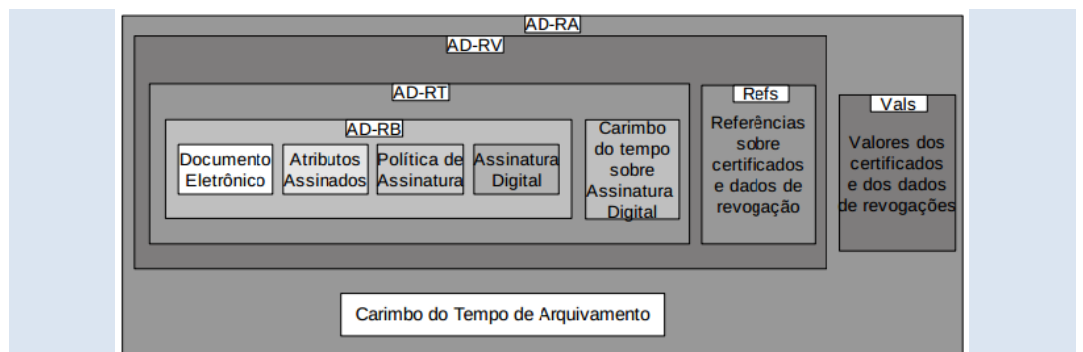 AD-RA
AD-RV
AD-RT
AD-RB
Documento
Eletrônico
Atributos
Assinados
Política de
Assinatura
Assinatura
Digital
Carimbo
do tempo
sobre
Assinatura
Digital
Refs
Referências
sobre
certificados
e dados de
revogação
Vals
Valores dos
certificados
e dos dados
de revogações
Carimbo do Tempo de Arquivamento